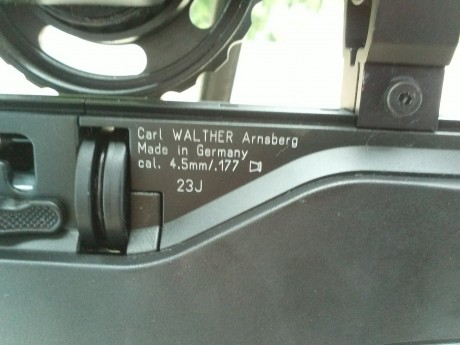 Carl WALTHER Arnsberg
Made in Germany
cal. 4.5mm/.177
23J